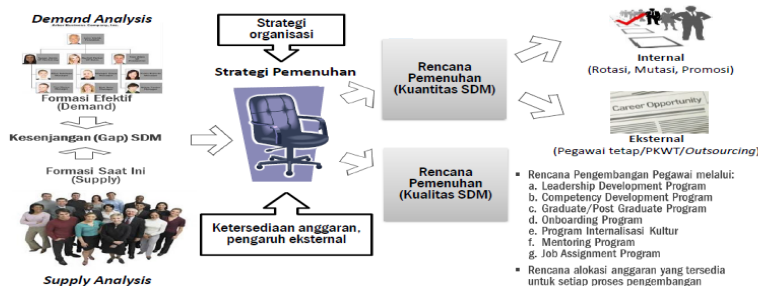 Demand Analysis
Formasi Efektif
(Demand)
Kesenjangan (Gap) SDM
Formasi Saat Ini
(Supply)
Supply Analysis
Strategi
organisasi
Strategi Pemenuhan
Ketersediaan anggaran,
pengaruh eksternal
Rencana
Pemenuhan
(Kuantitas SDM)
Rencana
Pemenuhan
(Kualitas SDM)
Internal
(Rotasi, Mutasi, Promosi)
Career Opportunity
Eksternal
(Pegawai tetap/PKWT/Outsourcing)
▪ Rencana Pengembangan Pegawai melalui:
a. Leadership Development Program
b. Competency Development Program
c. Graduate/Post Graduate Program
d. Onboarding Program
e. Program Internalisasi Kultur
f. Mentoring Program
g. Job Assignment Program
▪ Rencana alokasi anggaran yang tersedia
untuk setiap proses pengembangan